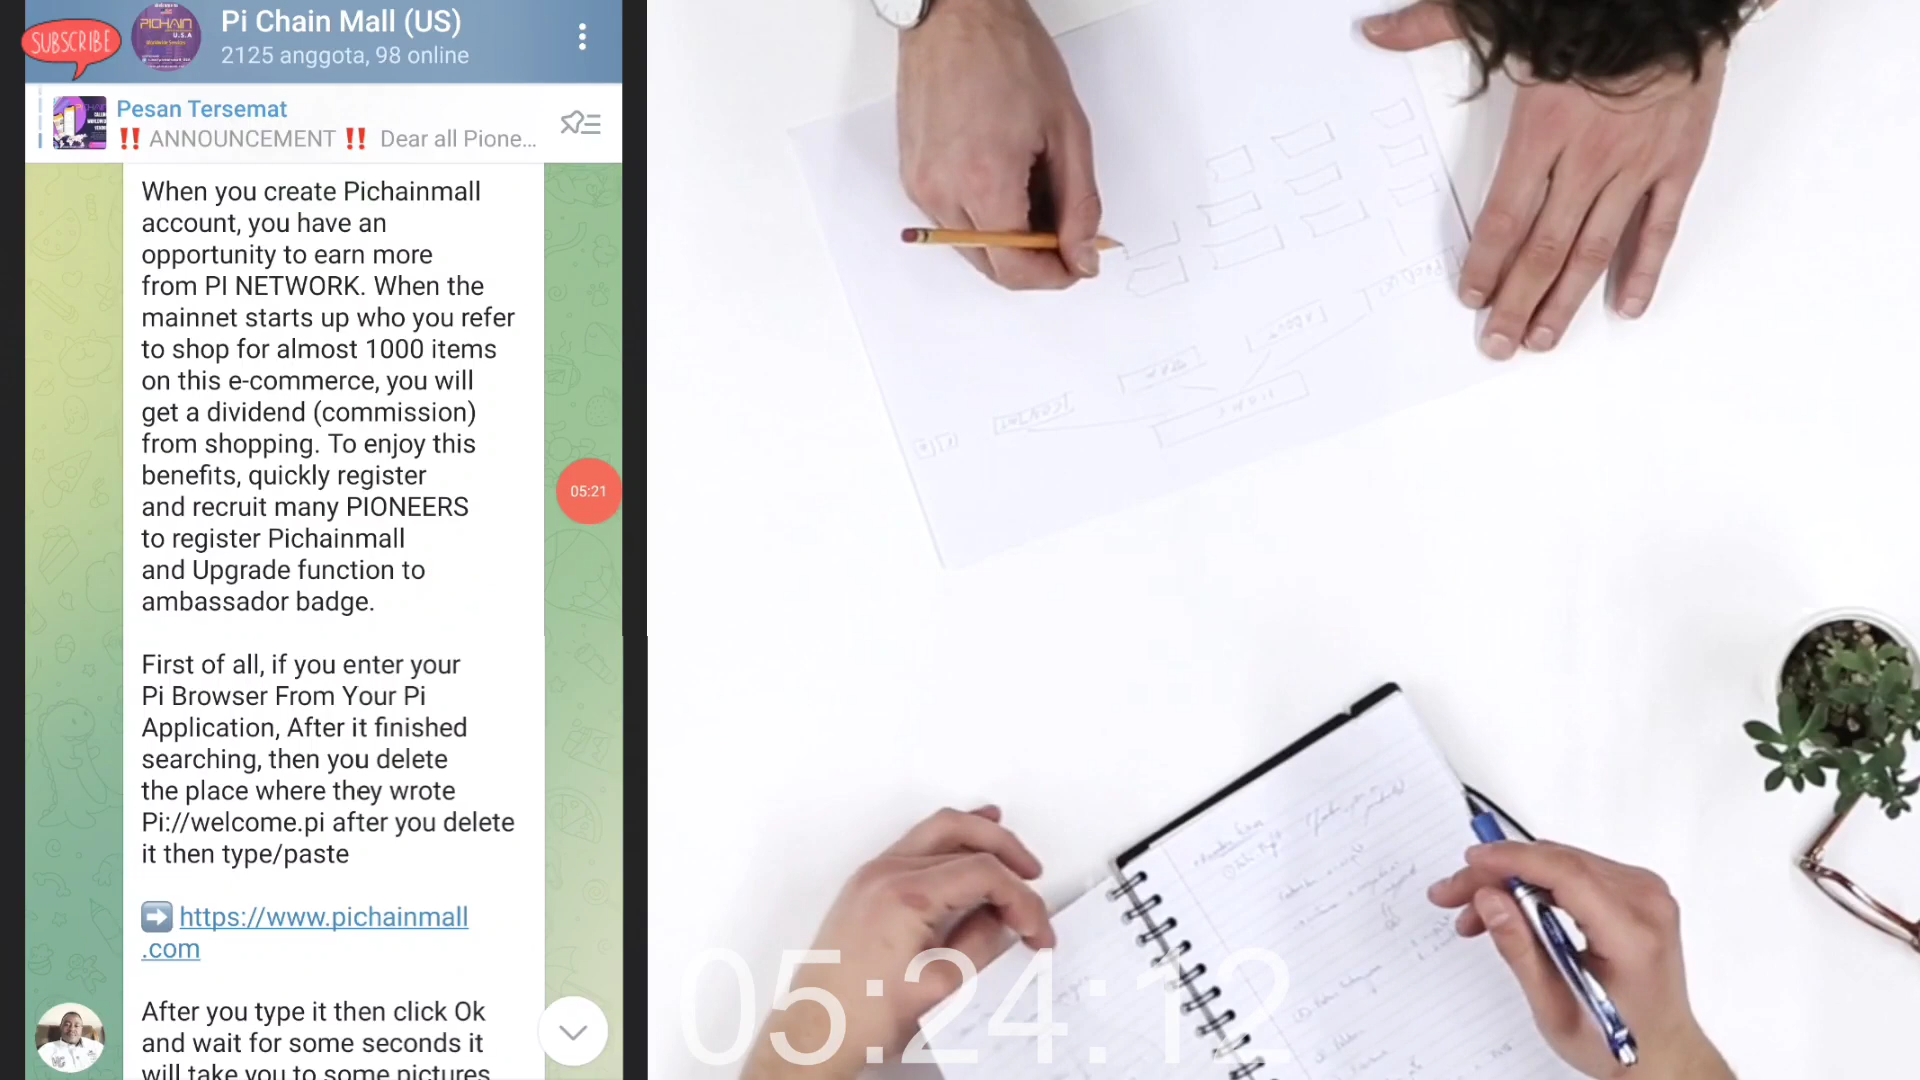 SUBSCRIBE
PICHAIN
U.S.A
Pi Chain Mall (US)
2125 anggota, 98 online
Pesan Tersemat
‼️ ANNOUNCEMENT ‼️ Dear all Pione...
When you create Pichainmall
account, you have an
opportunity to earn more
from PI NETWORK. When the
mainnet starts up who you refer
to shop for almost 1000 items
on this e-commerce, you will
get a dividend (commission)
from shopping. To enjoy this
benefits, quickly register
and recruit many PIONEERS
to register Pichainmall
and Upgrade function to
ambassador badge.
First of all, if you enter your
Pi Browser From Your Pi
Application, After it finished
searching, then you delete
the place where they wrote
Pi://welcome.pi after you delete
it then type/paste
➡️ https://www.pichainmall
.com
After you type it then click Ok
and wait for some seconds it
will take you to some pictures
05:21
05:24:12